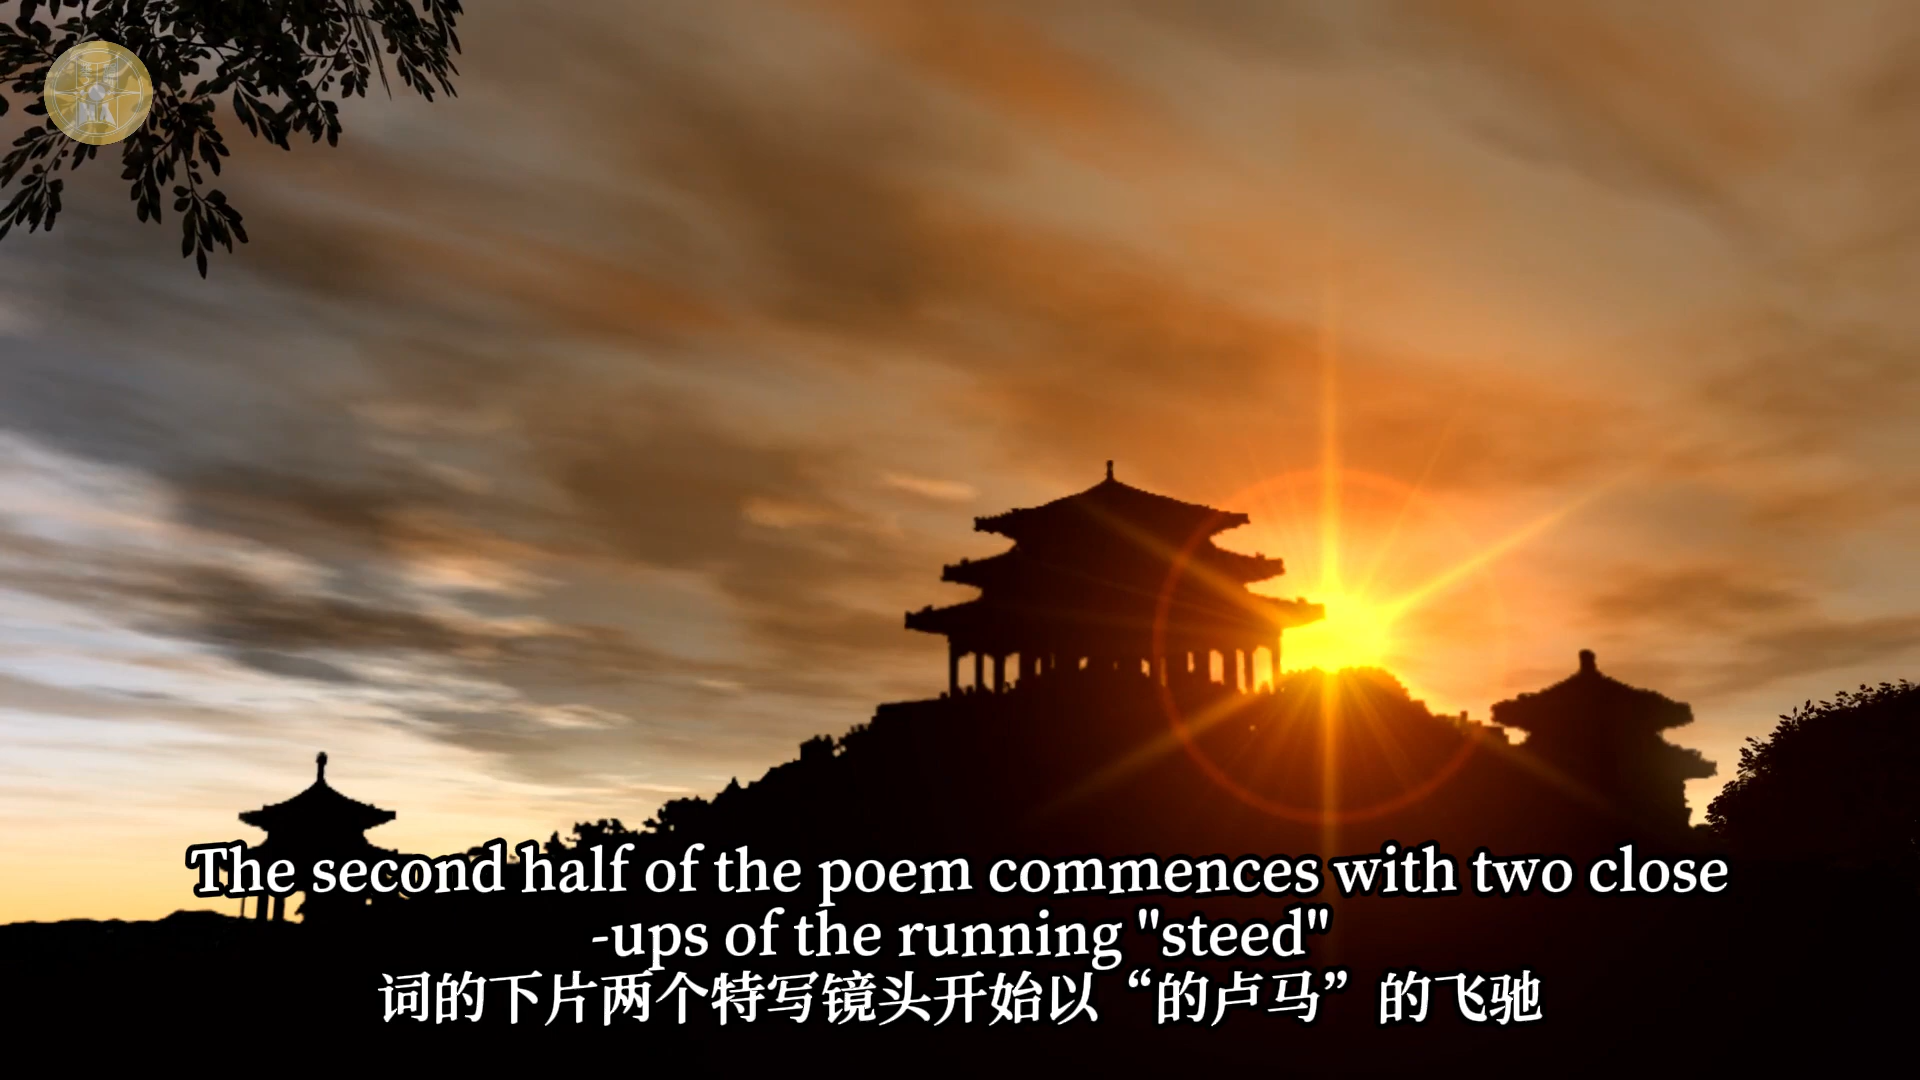 The second half of the poem commences with two close
-ups of the running "steed"
词的下片两个特写镜头开始以“的卢马”的飞驰